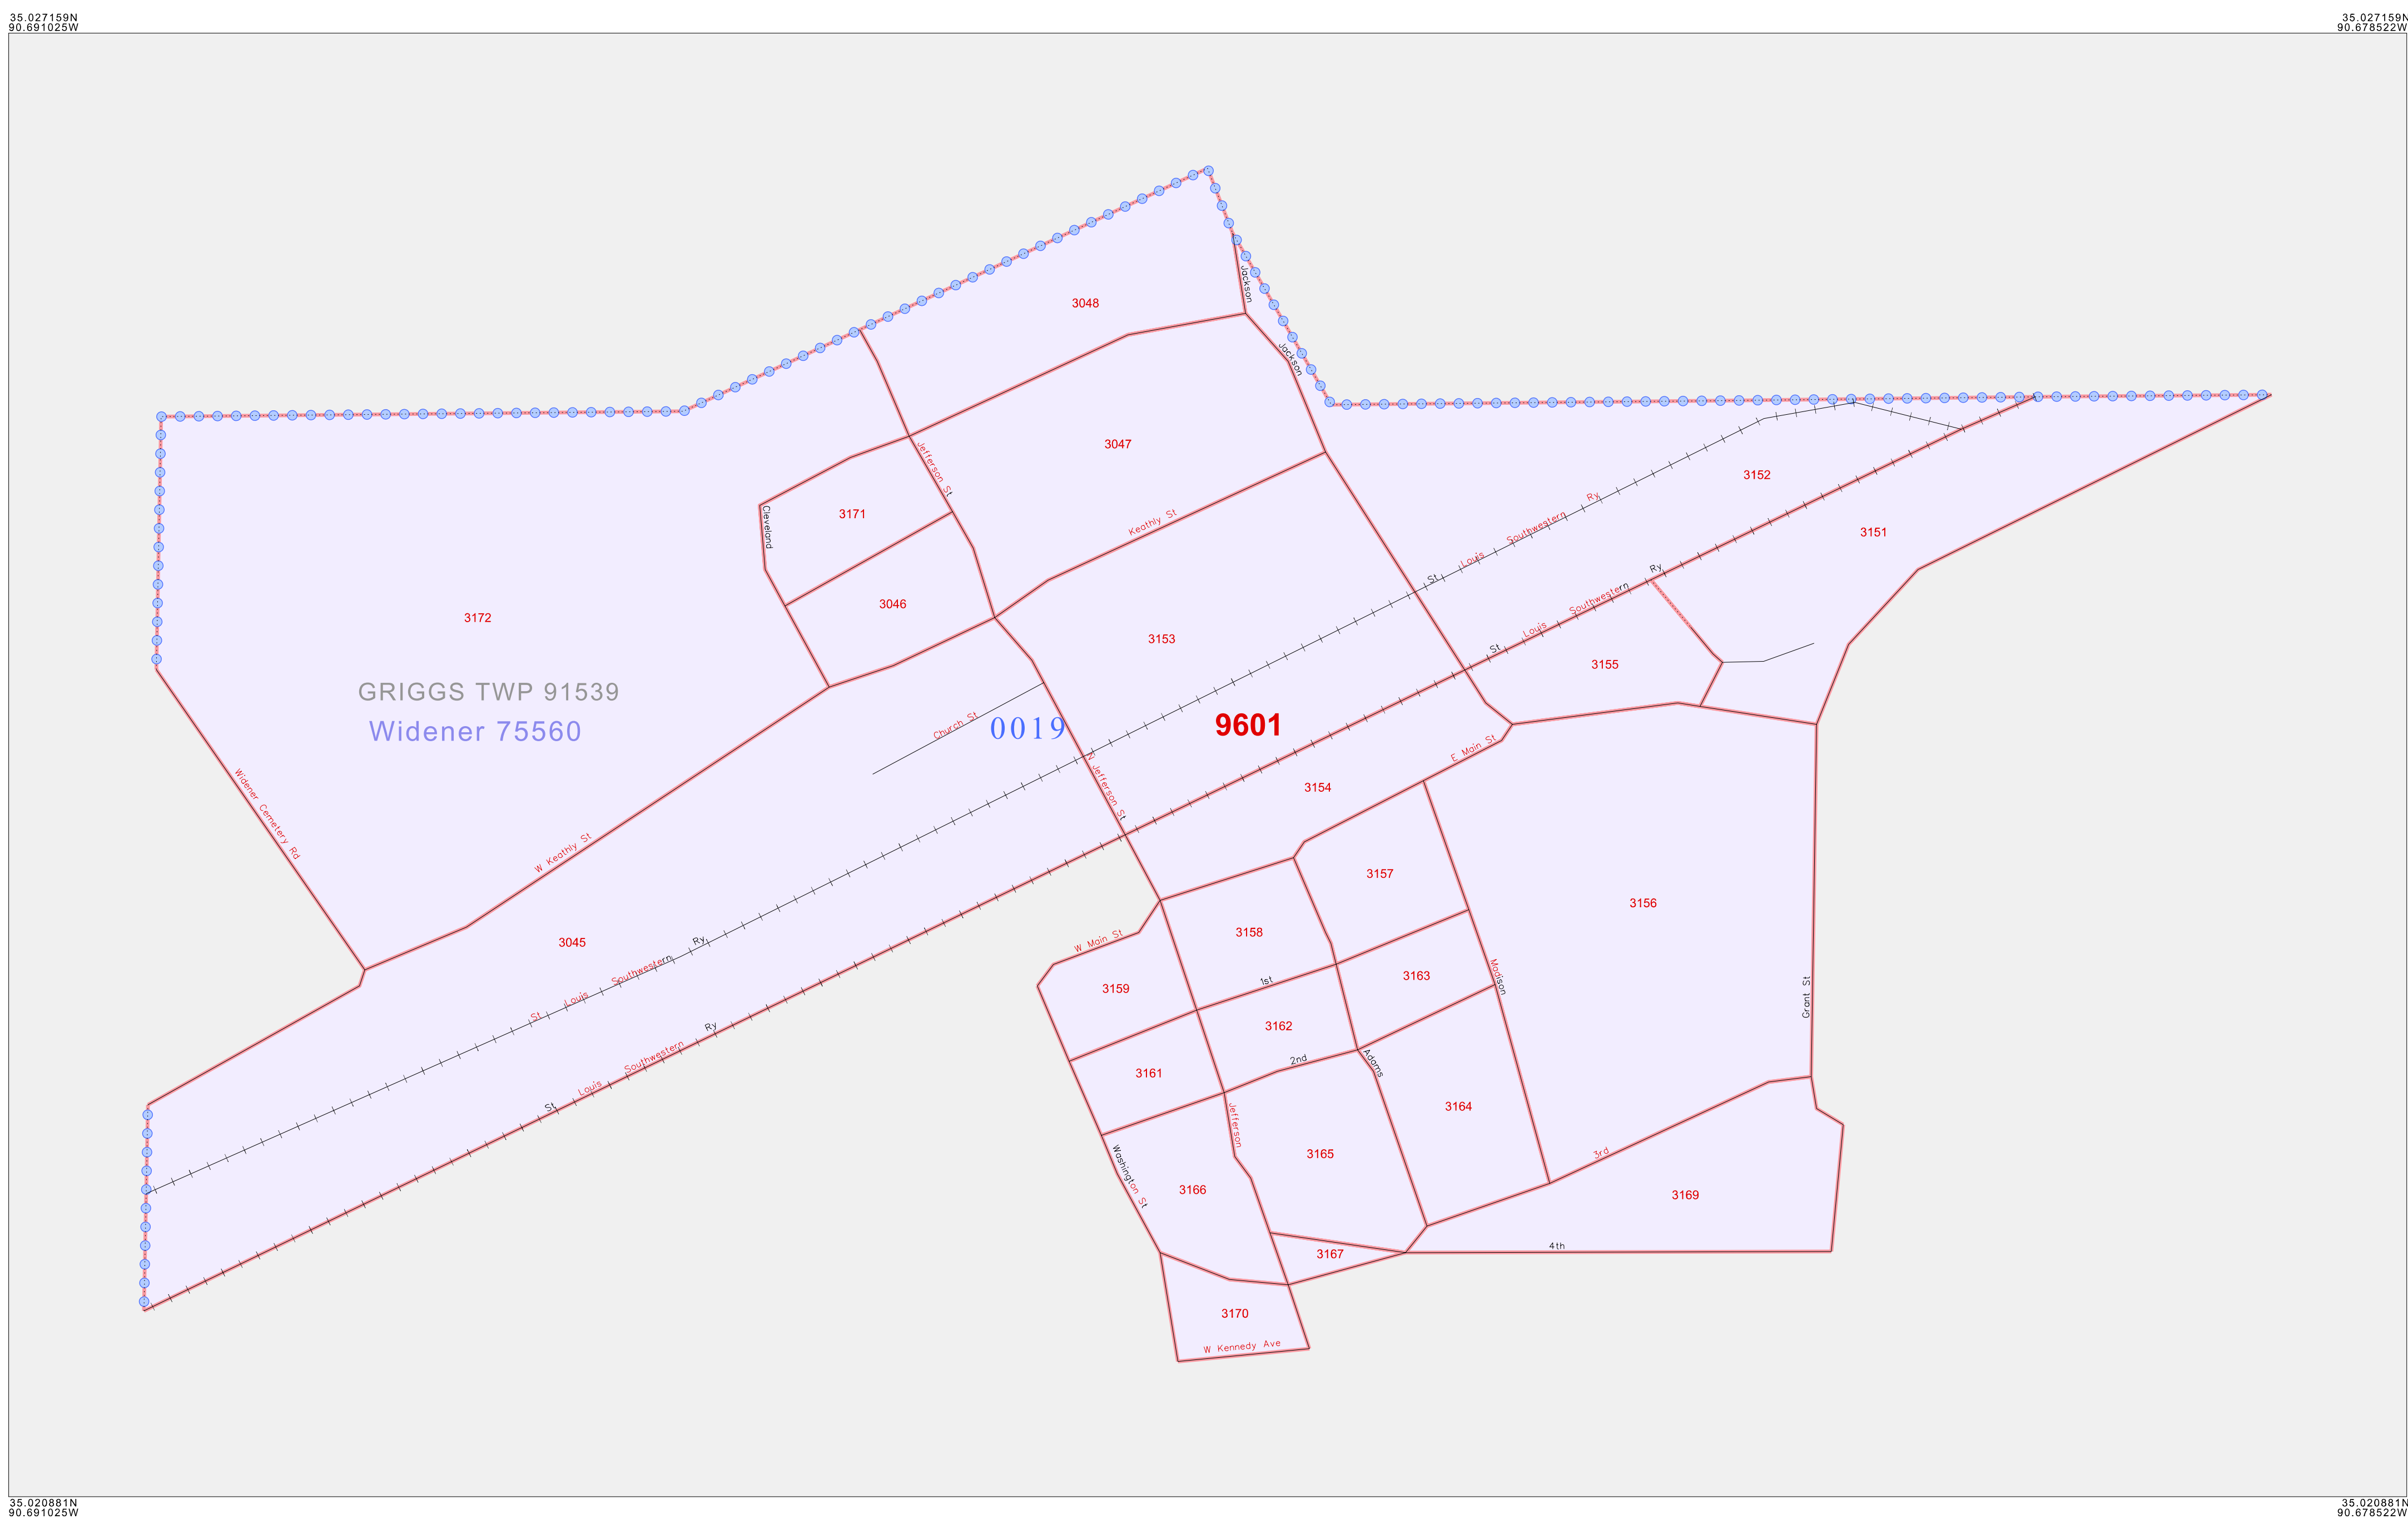 35.027159N
90.691025W
35.027159N
90.678522W
3048
Jackson
Jackson
3047
Jefferson St
3171
Cleveland
Keathly St
3152
St Louis Southwestern Ry
3151
3046
3172
3153
St Louis Southwestern Ry
3155
GRIGGS TWP 91539
Widener 75560
Church St
0019
9601
E Main St
N Jefferson St
3154
Widener Cemetery Rd
W Keathly St
3157
3156
3045
3158
W Main St
St Louis Southwestern Ry
3159
1st
3163
Madison
Grant St
St Louis Southwestern Ry
3162
2nd
Adams
3161
3164
Jefferson
3165
3rd
Washington St
3166
3169
3167
4th
3170
W Kennedy Ave
35.020881N
90.691025W
35.020881N
90.678522W